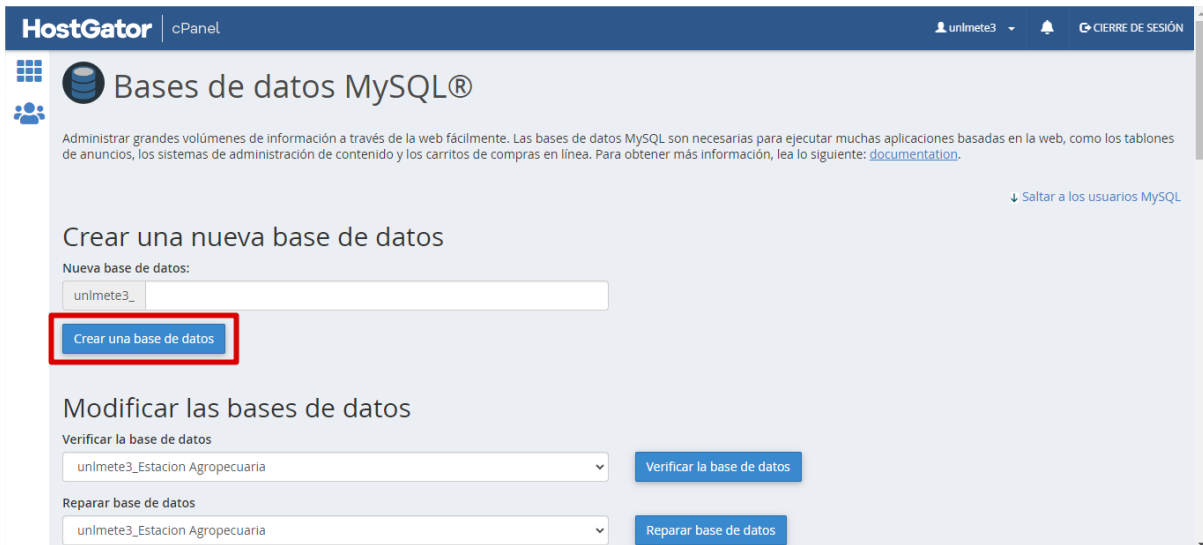 HostGator cPanel unlmete3 CIERRE DE SESIÓN
Bases de datos MySQL®
Administrar grandes volúmenes de información a través de la web fácilmente. Las bases de datos MySQL son necesarias para ejecutar muchas aplicaciones basadas en la web, como los tablones
de anuncios, los sistemas de administración de contenido y los carritos de compras en línea. Para obtener más información, lea lo siguiente: documentation.
Saltar a los usuarios MySQL
Crear una nueva base de datos
Nueva base de datos:
unlmete3_
Crear una base de datos
Modificar las bases de datos
Verificar la base de datos
unlmete3_Estacion Agropecuaria Verificar la base de datos
Reparar base de datos
unlmete3_Estacion Agropecuaria Reparar base de datos